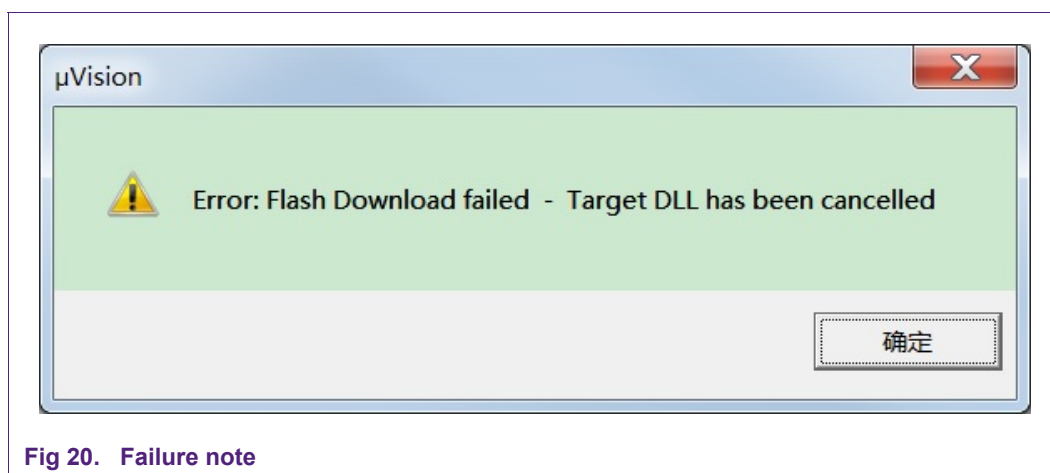 µVision
Error: Flash Download failed - Target DLL has been cancelled
确定
Fig 20. Failure note